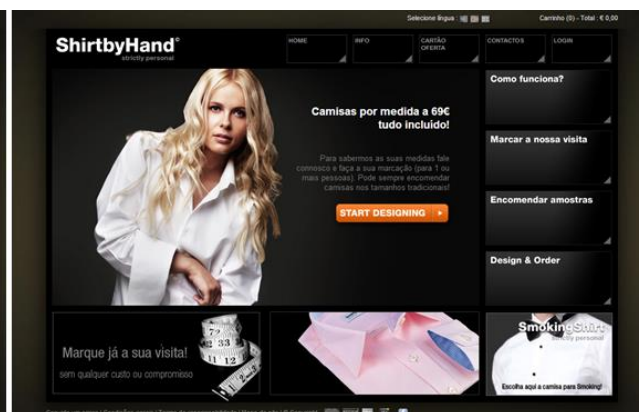 Selecione língua :
Carrinho (0) - Total : € 0,00
ShirtbyHand©
strictly personal
HOME
INFO
CARTÃO
OFERTA
CONTACTOS
LOGIN
Camisas por medida a 69€
tudo incluido!
Para sabermos as suas medidas fale
connosco e faça a sua marcação (para 1 ou
mais pessoas). Pode sempre encomendar
camisas nos tamanhos tradicionais!
START DESIGNING
Como funciona?
Marcar a nossa visita
Encomendar amostras
Design & Order
Marque já a sua visita!
sem qualquer custo ou compromisso
SmokingShirt
strictly personal
Escolha aqui a camisa para Smoking!